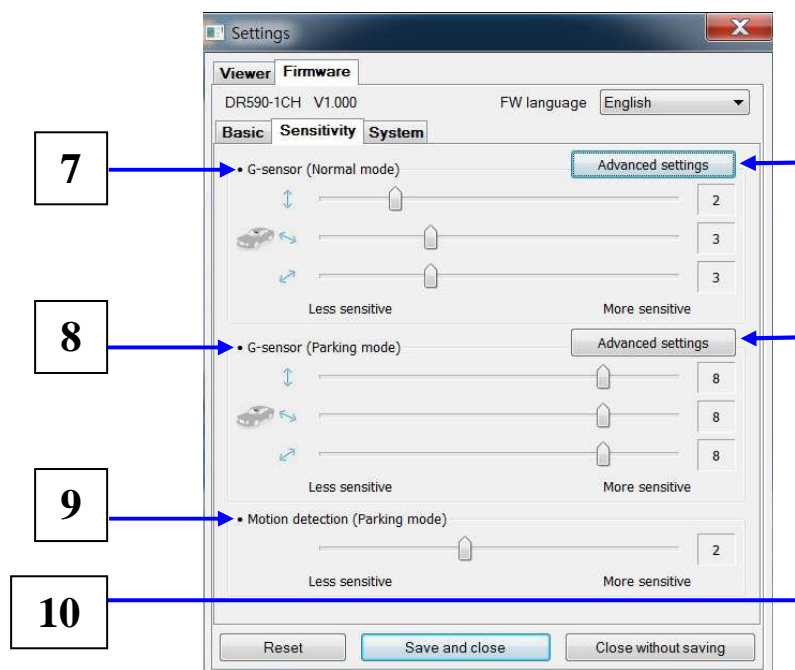 Settings
X
Viewer Firmware
DR590-1CH V1.000 FW language English
Basic Sensitivity System
7
• G-sensor (Normal mode) Advanced settings
2
3
3
Less sensitive More sensitive
8
• G-sensor (Parking mode) Advanced settings
8
8
8
Less sensitive More sensitive
9
• Motion detection (Parking mode)
2
Less sensitive More sensitive
10
Reset Save and close Close without saving